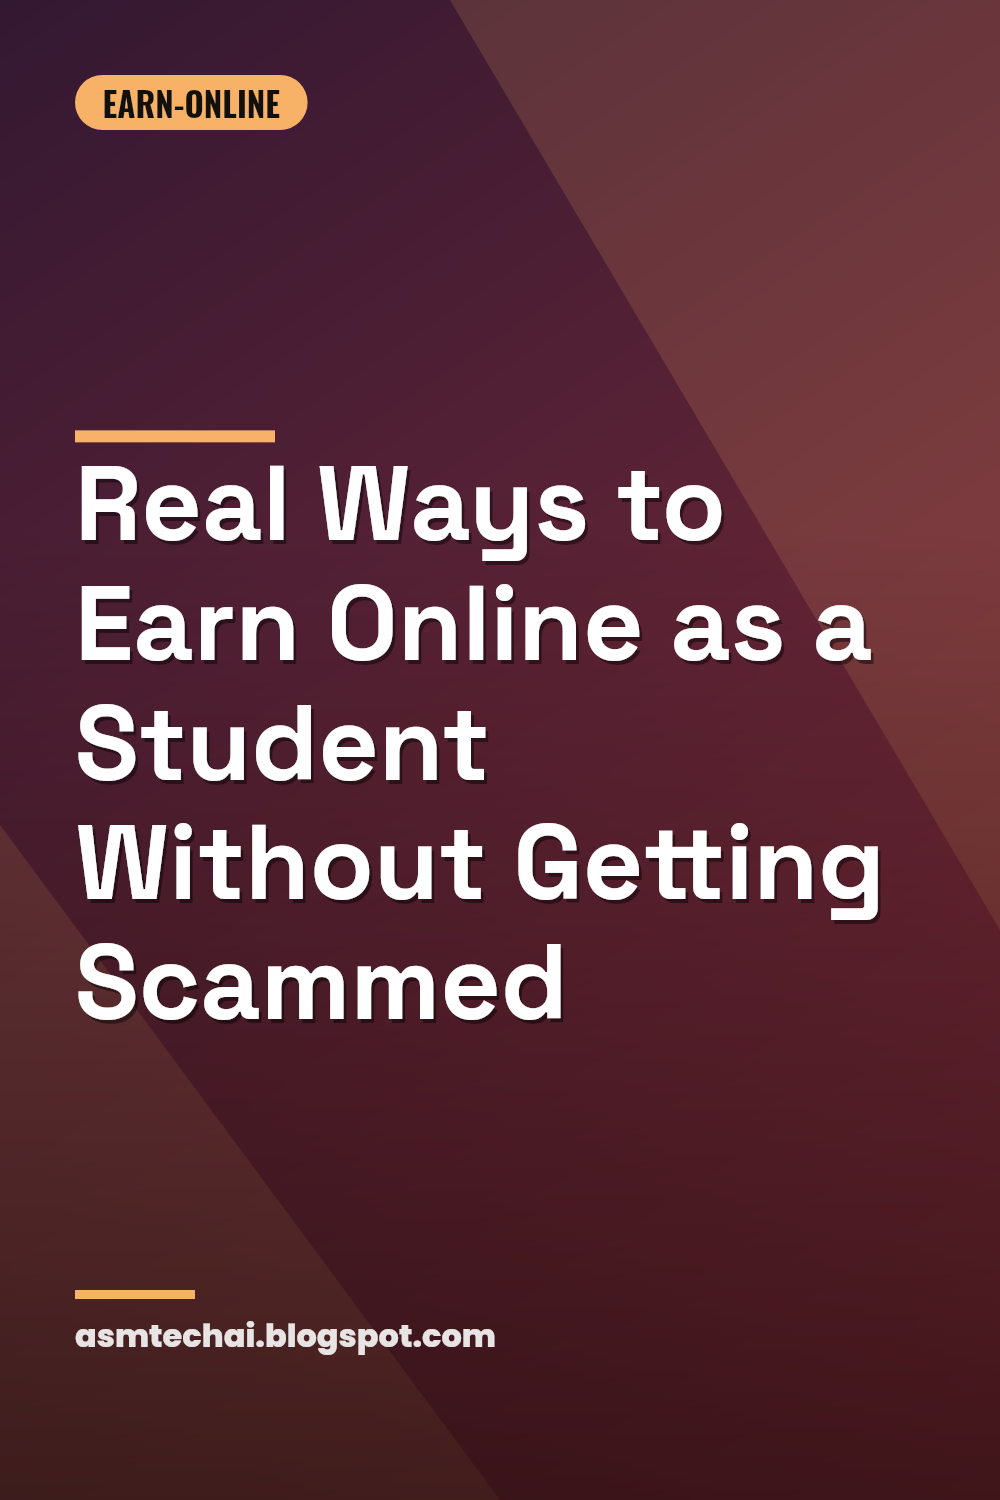 EARN-ONLINE
Real Ways to
Earn Online as a
Student
Without Getting
Scammed
asmtechai.blogspot.com